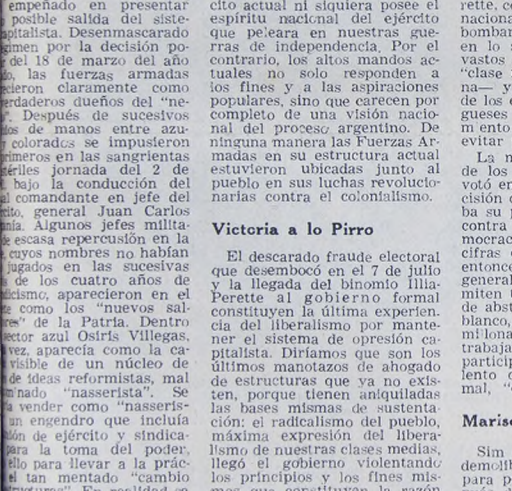 empeñado en presentar
posible salida del siste-
apitalista. Desenmascarado
gimen por la decisión po-
del 18 de marzo del año
las fuerzas armadas
claramente como
erdaderos dueños del "ne-
Después de sucesivos
de manos entre azu-
colorados se impusieron
rimeros en las sangrientas
tériles jornada del 2 de
bajo la conducción del
comandante en jefe del
general Juan Carlos
Algunos jefes milita-
de escasa repercusión en la
cuyos nombres no habían
jugados en las sucesivas
de los cuatro años de
aparecieron en el
como los "nuevos sal-
de la Patria. Dentro
sector azul Osiris Villegas,
vez, aparecía como la ca-
visible de un núcleo de
de ideas reformistas, mal
"nasserista". Se
vender como "nasseris-
un engendro que incluía
de ejército y sindica-
para la toma del poder,
para llevar a la prác-
el tan mentado "cambio
cito actual ni siquiera posee el
espíritu nacional del ejército
que peleara en nuestras gue-
rras de independencia. Por el
contrario, los altos mandos ac-
tuales no solo responden a
los fines y a las aspiraciones
populares, sino que carecen por
completo de una visión nacio-
nal del proceso argentino. De
ninguna manera las Fuerzas Ar-
madas en su estructura actual
estuvieron ubicadas junto al
pueblo en sus luchas revolucio-
narias contra el colonialismo.
Victoria a lo Pirro
El descarado fraude electoral
que desembocó en el 7 de julio
y la llegada del binomio Illia-
Perette al gobierno formal
constituyen la última experien.
cia del liberalismo por mante-
ner el sistema de opresión ca-
pitalista. Diríamos que son los
últimos manotazos de ahogado
de estructuras que ya no exis-
ten, porque tienen aniquiladas
las bases mismas de sustenta-
ción: el radicalismo del pueblo,
máxima expresión del libera-
lismo de nuestras clases medias,
llegó el gobierno violentando
los principios y los fines mis-
mos que constituyen la razón
rette, c
naciona
bombar
en lo
vastos
"clase
na— y
de los
gueses
miento
evitar
La n
de los
votó en
cisión
ba su p
contra
mocrac
cifras
entonce
general
miten
de abst
blanco,
millona
trabaja
particip
lento
mal, "
Maris
Sim
demolib
para p